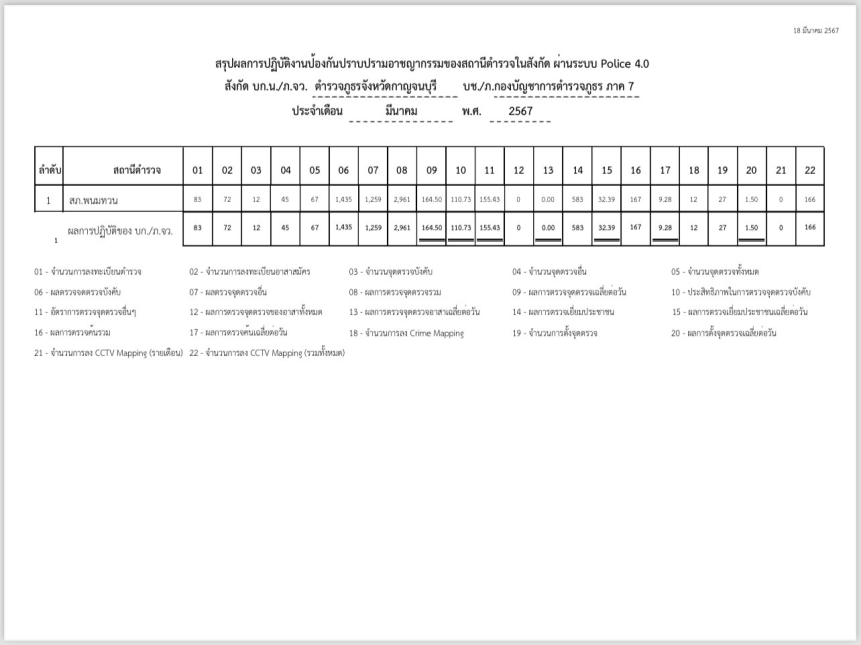 18 มีนาคม 2567
สรุปผลการปฏิบัติงานป้องกันปราบปรามอาชญากรรมของสถานีตำรวจในสังกัด ผ่านระบบ Police 4.0
สังกัด บก.น./ภ.จว. ตำรวจภูธรจังหวัดกาญจนบุรี บช./ภ.กองบัญชาการตำรวจภูธร ภาค 7
ประจำเดือน มีนาคม พ.ศ. 2567
ลำดับ สถานีตำรวจ 01 02 03 04 05 06 07 08 09 10 11 12 13 14 15 16 17 18 19 20 21 22
1 สภ.พนมทวน 83 72 12 45 67 1,435 1,259 2,961 164.50 110.73 155.43 0 0.00 583 32.39 167 9.28 12 27 1.50 0 166
1 ผลการปฏิบัติของ บก./ภ.จว. 83 72 12 45 67 1,435 1,259 2,961 164.50 110.73 155.43 0 0.00 583 32.39 167 9.28 12 27 1.50 0 166
01 - จำนวนการลงทะเบียนตำรวจ 02 - จำนวนการลงทะเบียนอาสาสมัคร 03 - จำนวนจุดตรวจบังคับ 04 - จำนวนจุดตรวจอื่น 05 - จำนวนจุดตรวจทั้งหมด
06 - ผลตรวจจุดตรวจบังคับ 07 - ผลตรวจจุดตรวจอื่น 08 - ผลการตรวจจุดตรวจรวม 09 - ผลการตรวจจุดตรวจเฉลี่ยต่อวัน 10 - ประสิทธิภาพในการตรวจจุดตรวจบังคับ
11 - อัตราการตรวจจุดตรวจอื่นๆ 12 - ผลการตรวจจุดตรวจของอาสาทั้งหมด 13 - ผลการตรวจจุดตรวจอาสาเฉลี่ยต่อวัน 14 - ผลการตรวจเยี่ยมประชาชน 15 - ผลการตรวจเยี่ยมประชาชนเฉลี่ยต่อวัน
16 - ผลการตรวจค้นรวม 17 - ผลการตรวจค้นเฉลี่ยต่อวัน 18 - จำนวนการลง Crime Mapping 19 - จำนวนการตั้งจุดตรวจ 20 - ผลการตั้งจุดตรวจเฉลี่ยต่อวัน
21 - จำนวนการลง CCTV Mapping (รายเดือน) 22 - จำนวนการลง CCTV Mapping (รวมทั้งหมด)